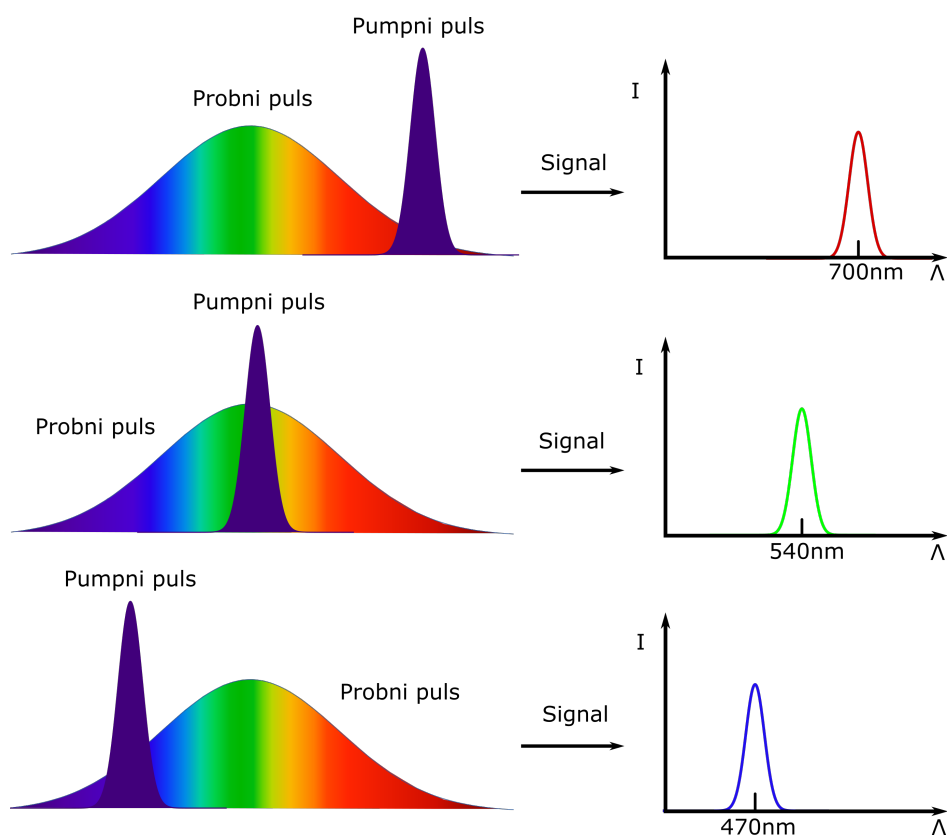 Pumpni puls
Probni puls
Signal
I
700nm
Λ
Pumpni puls
Probni puls
Signal
I
540nm
Λ
Pumpni puls
Probni puls
Signal
I
470nm
Λ